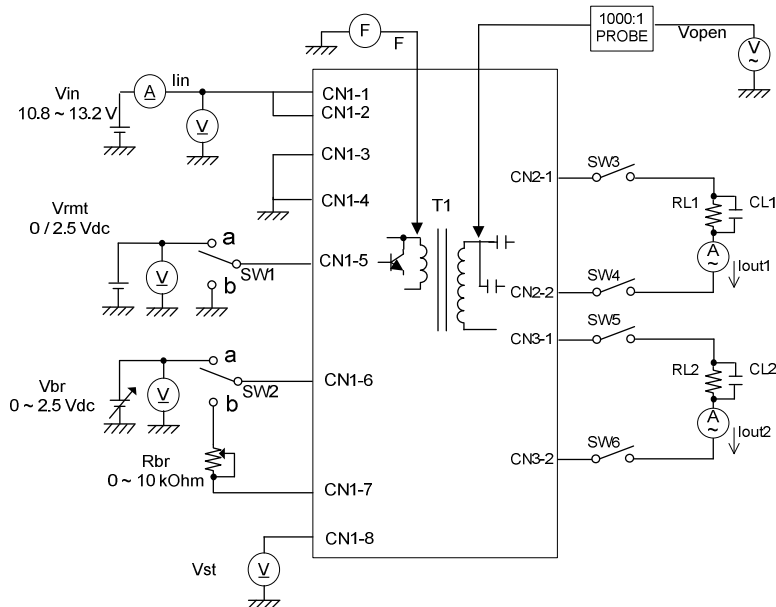 F
F
1000:1
PROBE
Vopen
V
~
Vin
10.8 ~ 13.2 V
A
Iin
V
CN1-1
CN1-2
CN1-3
CN1-4
Vrmt
0 / 2.5 Vdc
V
a
b
SW1
CN1-5
T1
CN2-1
SW3
RL1
CL1
A
~
Iout1
CN2-2
SW4
CN3-1
SW5
Vbr
0 ~ 2.5 Vdc
V
a
b
SW2
CN1-6
RL2
CL2
A
~
Iout2
Rbr
0 ~ 10 kOhm
CN1-7
CN3-2
SW6
CN1-8
Vst
V